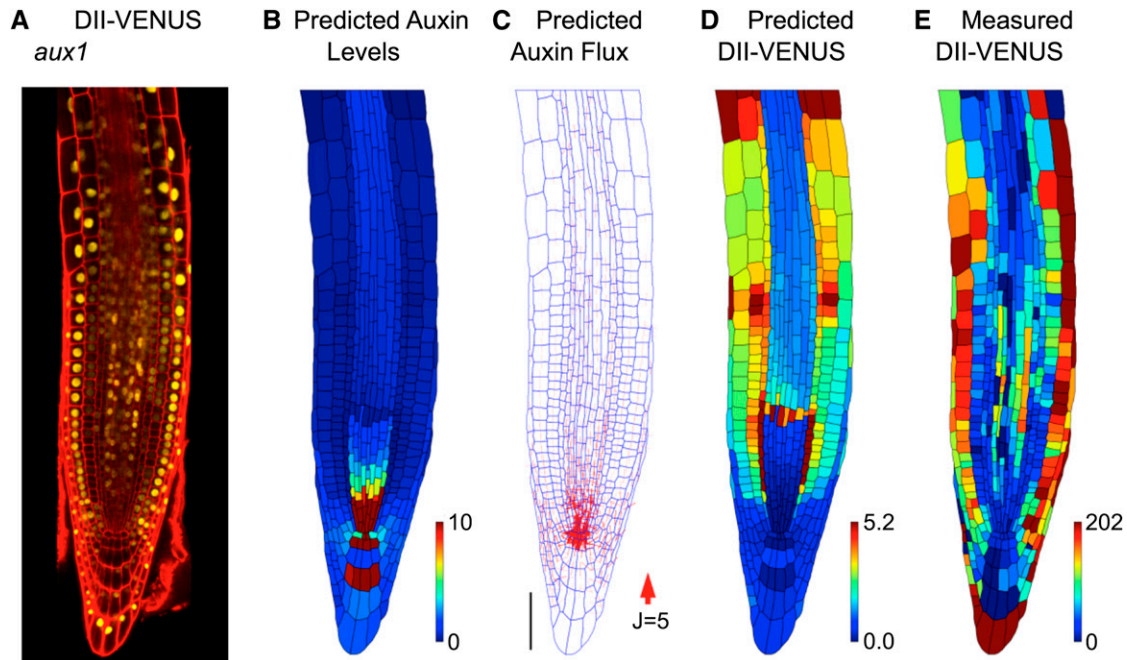 A DII-VENUS
aux1
B Predicted Auxin
Levels
C Predicted
Auxin Flux
D Predicted
DII-VENUS
E Measured
DII-VENUS
10
0
J=5
5.2
0.0
202
0